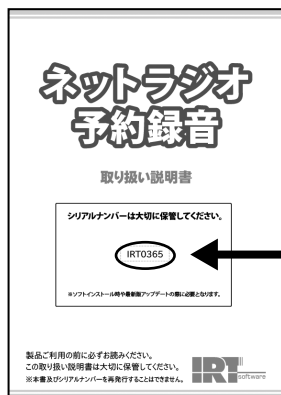 ネットラジオ
予約録音
取り扱い説明書
シリアルナンバーは大切に保管してください。
IRT0365
※ソフトインストール時や最新版アップデートの際に必要となります。
製品ご利用の前に必ずお読みください。
この取り扱い説明書は大切に保管してください。
※本書及びシリアルナンバーを再発行することはできません。
IRT software